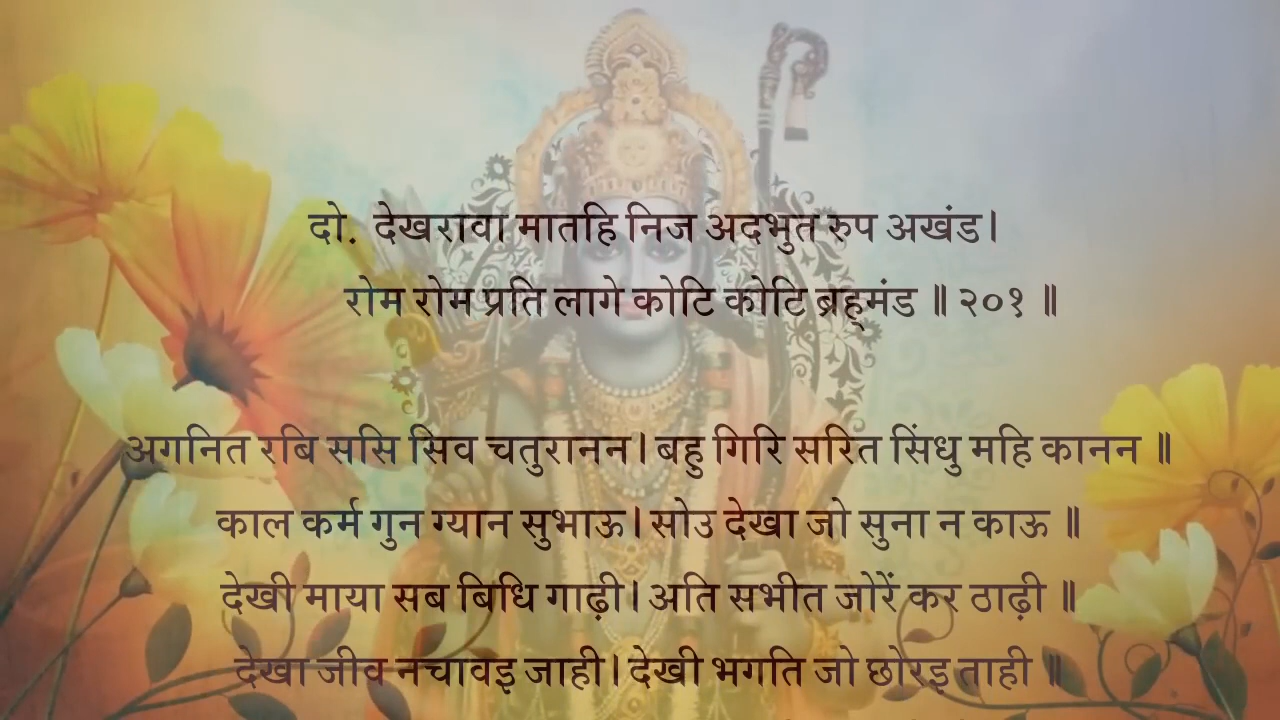 दो. देखरावा मातहि निज अदभुत रुप अखंड।
रोम रोम प्रति लागे कोटि कोटि ब्रह्मंड ॥ २०१ ॥
अगनित रबि ससि सिव चतुरानन। बहु गिरि सरित सिंधु महि कानन ॥
काल कर्म गुन ग्यान सुभाऊ। सोउ देखा जो सुना न काऊ ॥
देखी माया सब बिधि गाढ़ी। अति सभीत जोरें कर ठाढ़ी ॥
देखा जीव नचावइ जाही। देखी भगति जो छोरइ ताही ॥